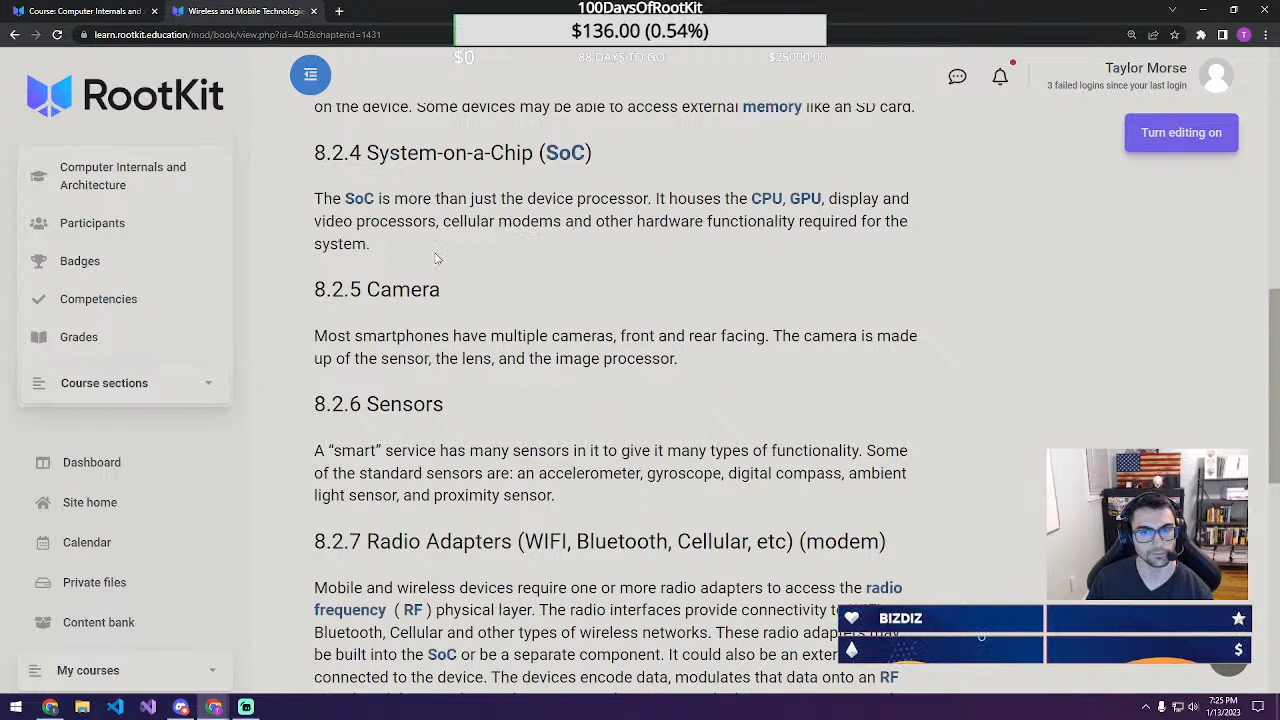 Course: Computer Internals and
Wireless and Mobile Technologie
100DaysOfRootKit
learn.rootkit.education/mod/book/view.php?id=405&chapterid=1431
$136.00 (0.54%)
$0
88 DAYS TO GO
$25000.00
RootKit
Taylor Morse
3 failed logins since your last login
Turn editing on
Computer Internals and
Architecture
Participants
Badges
Competencies
Grades
Course sections
Dashboard
Site home
Calendar
Private files
Content bank
My courses
on the device. Some devices may be able to access external memory like an SD card.
8.2.4 System-on-a-Chip (SoC)
The SoC is more than just the device processor. It houses the CPU, GPU, display and
video processors, cellular modems and other hardware functionality required for the
system.
8.2.5 Camera
Most smartphones have multiple cameras, front and rear facing. The camera is made
up of the sensor, the lens, and the image processor.
8.2.6 Sensors
A “smart” service has many sensors in it to give it many types of functionality. Some
of the standard sensors are: an accelerometer, gyroscope, digital compass, ambient
light sensor, and proximity sensor.
8.2.7 Radio Adapters (WIFI, Bluetooth, Cellular, etc) (modem)
Mobile and wireless devices require one or more radio adapters to access the radio
frequency ( RF ) physical layer. The radio interfaces provide connectivity
Bluetooth, Cellular and other types of wireless networks. These radio adapters may
be built into the SoC or be a separate component. It could also be an
connected to the device. The devices encode data, modulates that data onto an RF
BIZDIZ
$
T
7:25 PM
1/13/2023